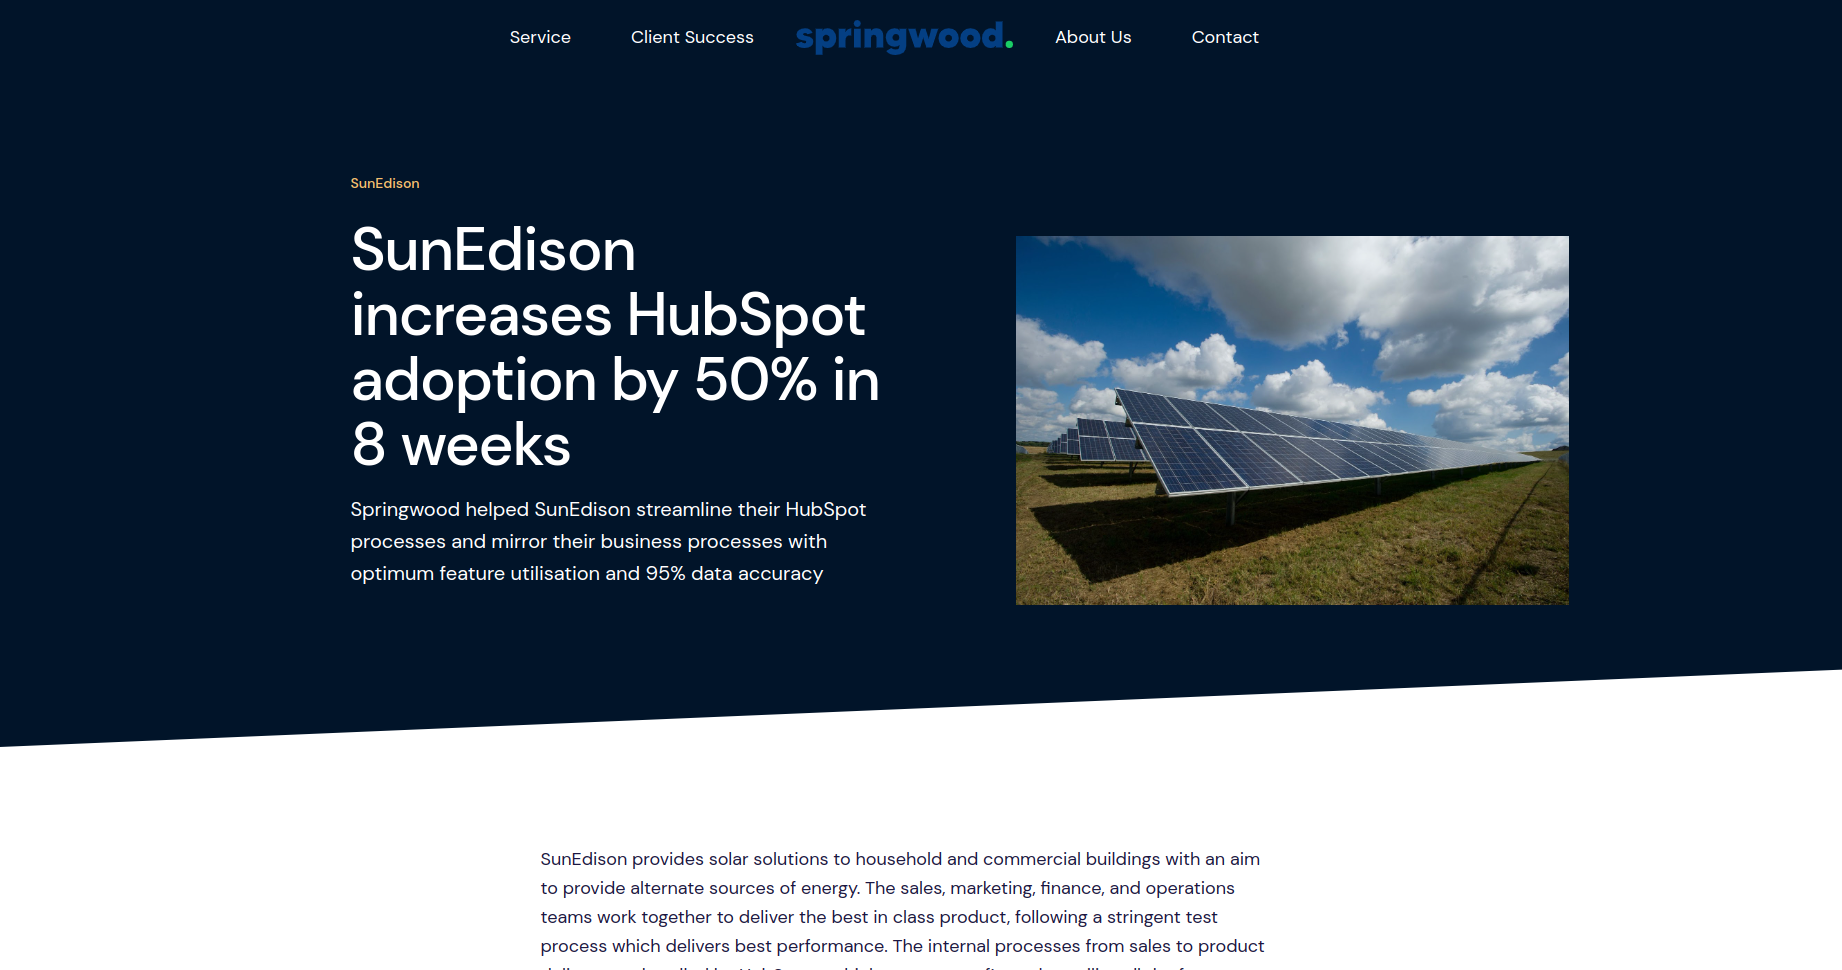 Service
Client Success
springwood.
About Us
Contact
SunEdison
SunEdison
increases HubSpot
adoption by 50% in
8 weeks
Springwood helped SunEdison streamline their HubSpot
processes and mirror their business processes with
optimum feature utilisation and 95% data accuracy
SunEdison provides solar solutions to household and commercial buildings with an aim
to provide alternate sources of energy. The sales, marketing, finance, and operations
teams work together to deliver the best in class product, following a stringent test
process which delivers best performance. The internal processes from sales to product